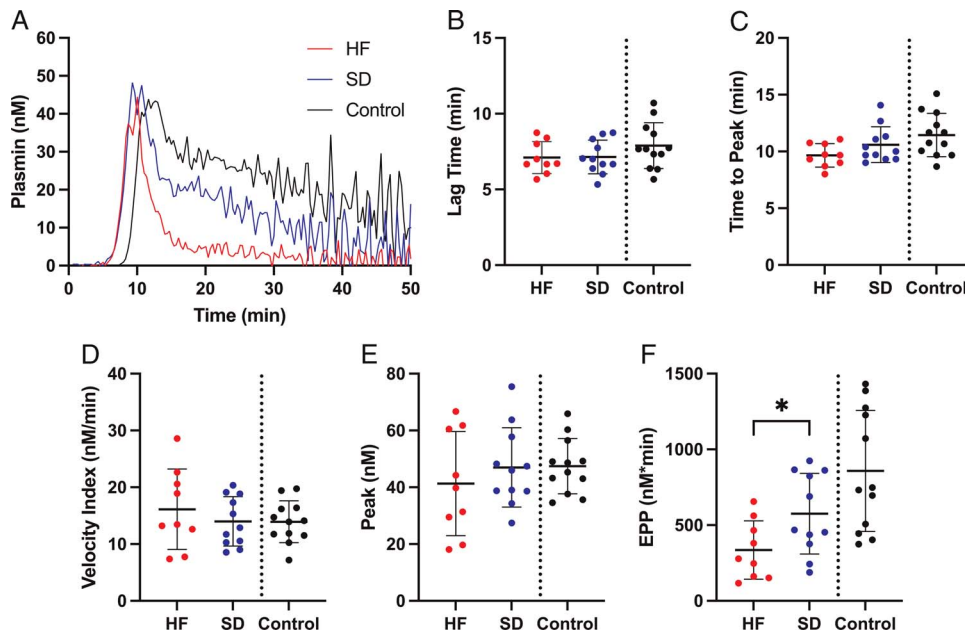 A
Plasmin (nM)
60
50
40
30
20
10
0
0 10 20 30 40 50
Time (min)
HF
SD
Control
B
Lag Time (min)
15
10
5
0
HF SD Control
C
Time to Peak (min)
20
15
10
5
0
HF SD Control
D
Velocity Index (nM/min)
40
30
20
10
0
HF SD Control
E
Peak (nM)
80
60
40
20
0
HF SD Control
F
EPP (nM*min)
1500
1000
500
0
*
HF SD Control